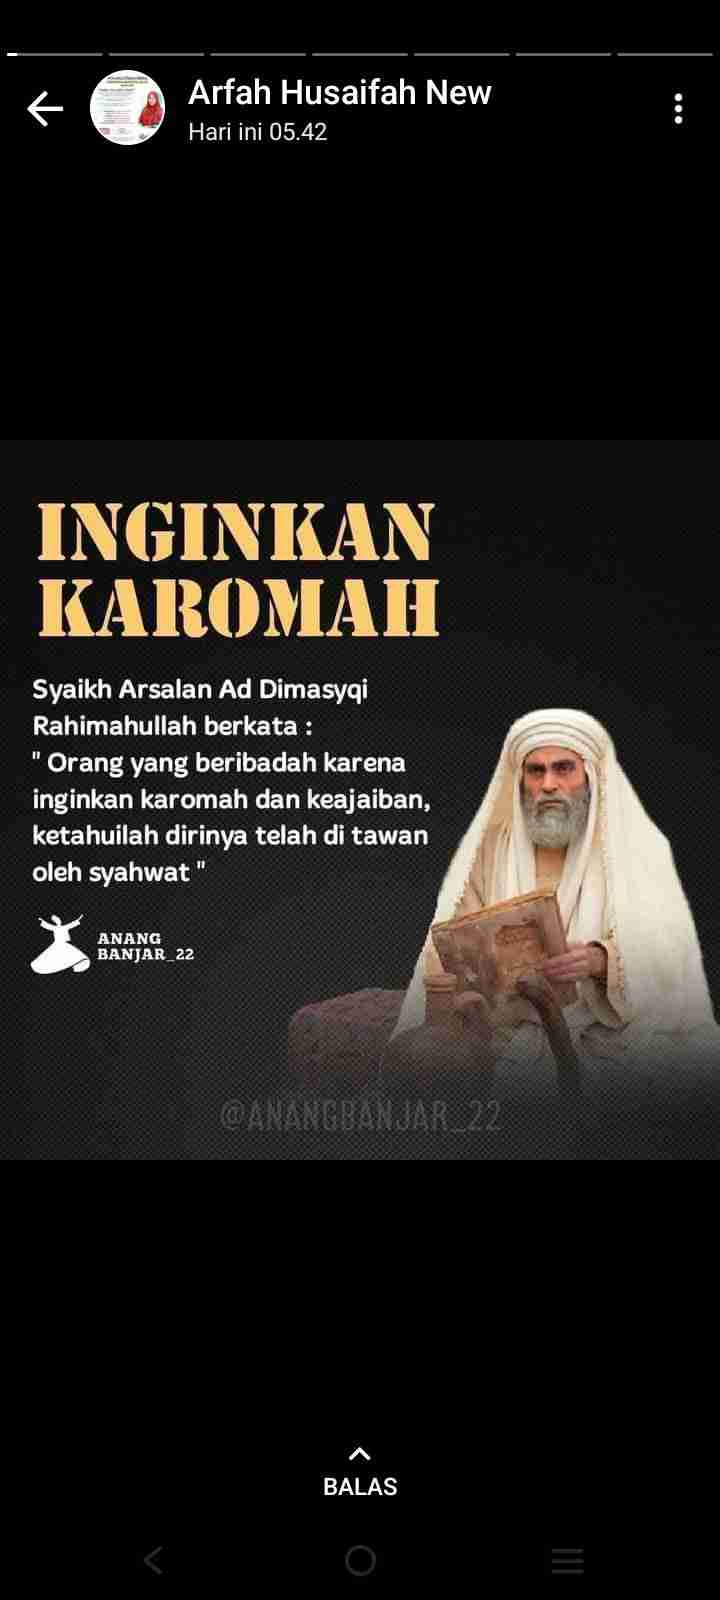 Arfah Husaifah New
Hari ini 05.42
INGINKAN
KAROMAH
Syaikh Arsalan Ad Dimasyqi
Rahimahullah berkata :
" Orang yang beribadah karena
inginkan karomah dan keajaiban,
ketahuilah dirinya telah di tawan
oleh syahwat "
ANANG
BANJAR_22
@ANANGBANJAR_22
BALAS